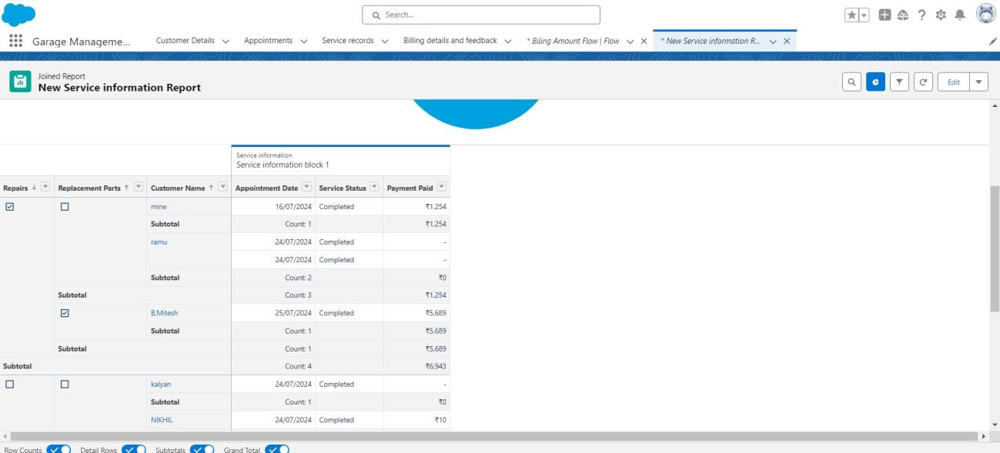 Search...
Garage Manageme...
Customer Details
Appointments
Service records
Billing details and feedback
* Biling Amount Flow | Flow
* New Service information R...
Joined Report
New Service information Report
Edit
Service information
Service information block 1
Repairs Replacement Parts Customer Name Appointment Date Service Status Payment Paid
mine 16/07/2024 Completed ₹1,254
Subtotal Count: 1 ₹1,254
ramu 24/07/2024 Completed -
24/07/2024 Completed -
Subtotal Count: 2 ₹0
Subtotal Count: 3 ₹1,254
B.Mitesh 25/07/2024 Completed ₹5,689
Subtotal Count: 1 ₹5,689
Subtotal Count: 1 ₹5,689
Subtotal Count: 4 ₹6,943
kalyan 24/07/2024 Completed -
Subtotal Count: 1 ₹0
NIKHIL 24/07/2024 Completed ₹10
Row Counts Detail Rows Subtotals Grand Total